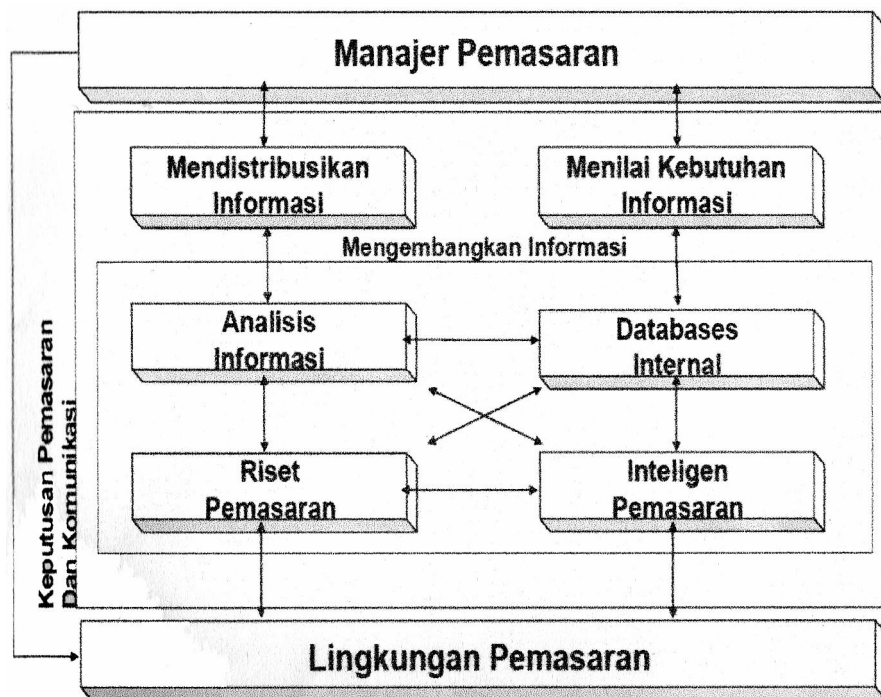 Manajer Pemasaran
Mendistribusikan
Informasi
Menilai Kebutuhan
Informasi
Mengembangkan Informasi
Analisis
Informasi
Databases
Internal
Riset
Pemasaran
Inteligen
Pemasaran
Keputusan Pemasaran
Dan Komunikasi
Lingkungan Pemasaran